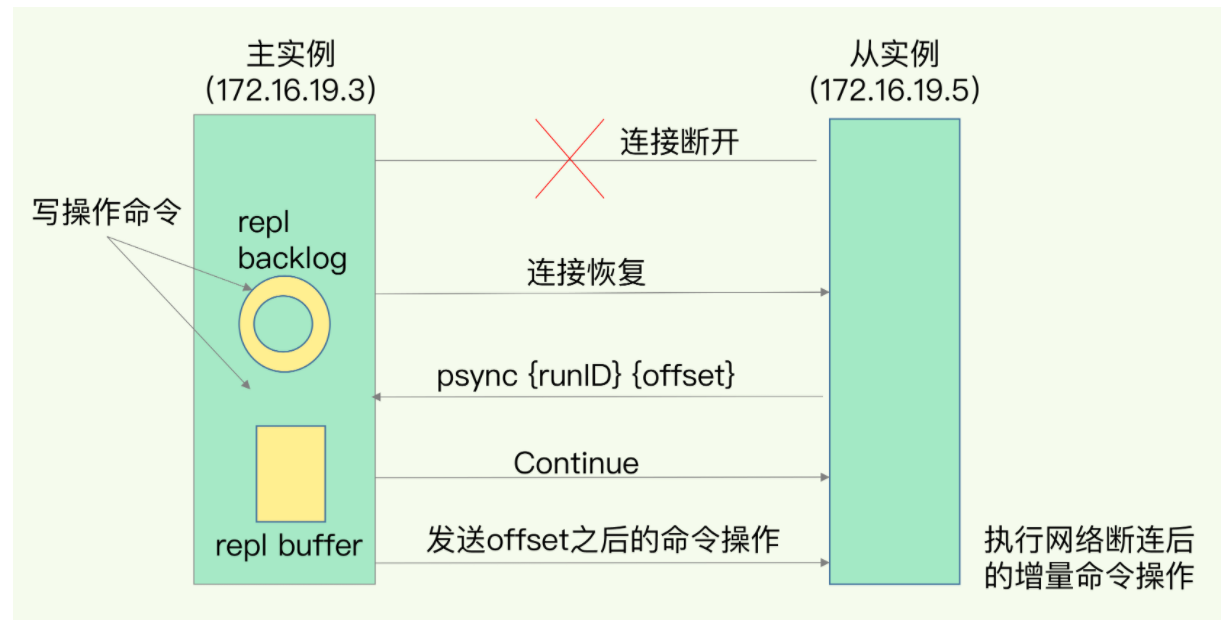 主实例
(172.16.19.3)
从实例
(172.16.19.5)
连接断开
写操作命令
repl
backlog
连接恢复
psync {runID} {offset}
Continue
repl buffer
发送offset之后的命令操作
执行网络断连后
的增量命令操作